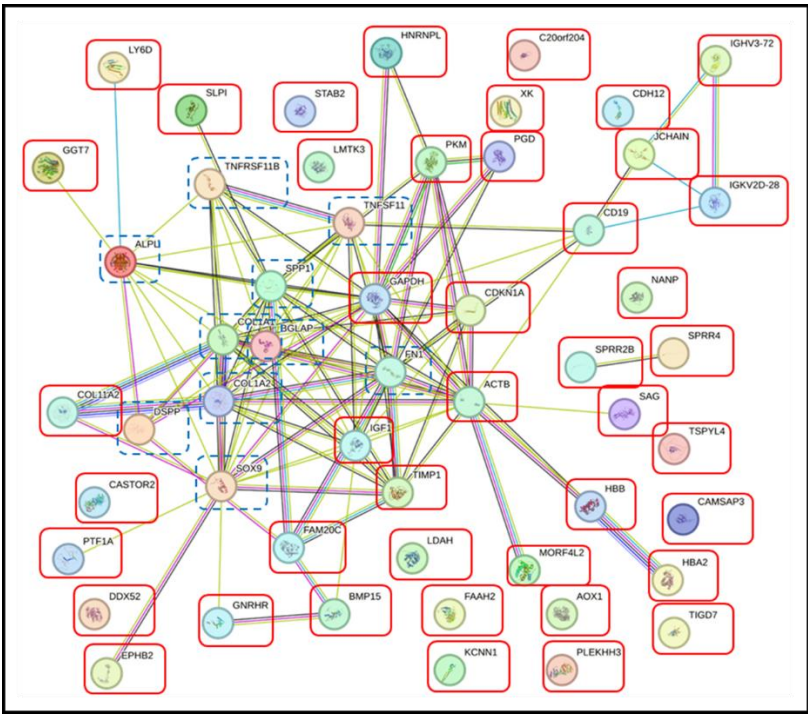 HNRNPL
C20orf204
IGHV3-72
LY6D
SLPI
STAB2
XK
CDH12
JCHAIN
GGT7
TNFRSF11B
LMTK3
PKM
PGD
IGKV2D-28
TNFSF11
CD19
ALPL
SPP1
GAPDH
CDKN1A
NANP
COL1A1
BGLAP
FN1
SPRR2B
SPRR4
COL11A2
DSPP
COL1A2
ACTB
SAG
IGF1
TSPYL4
SOX9
TIMP1
CASTOR2
HBB
CAMSAP3
PTF1A
FAM20C
LDAH
MORF4L2
HBA2
DDX52
GNRHR
BMP15
FAAH2
AOX1
TIGD7
EPHB2
KCNN1
PLEKHH3